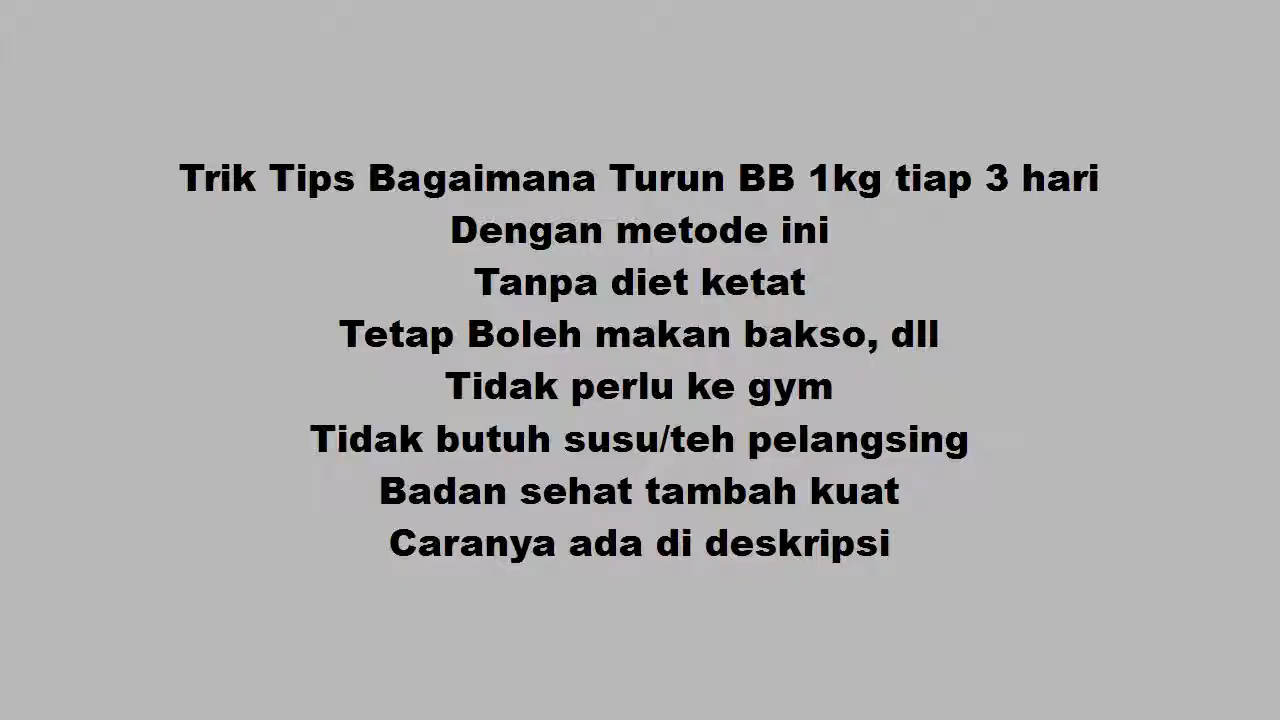 Trik Tips Bagaimana Turun BB 1kg tiap 3 hari
Dengan metode ini
Tanpa diet ketat
Tetap Boleh makan bakso, dll
Tidak perlu ke gym
Tidak butuh susu/teh pelangsing
Badan sehat tambah kuat
Caranya ada di deskripsi